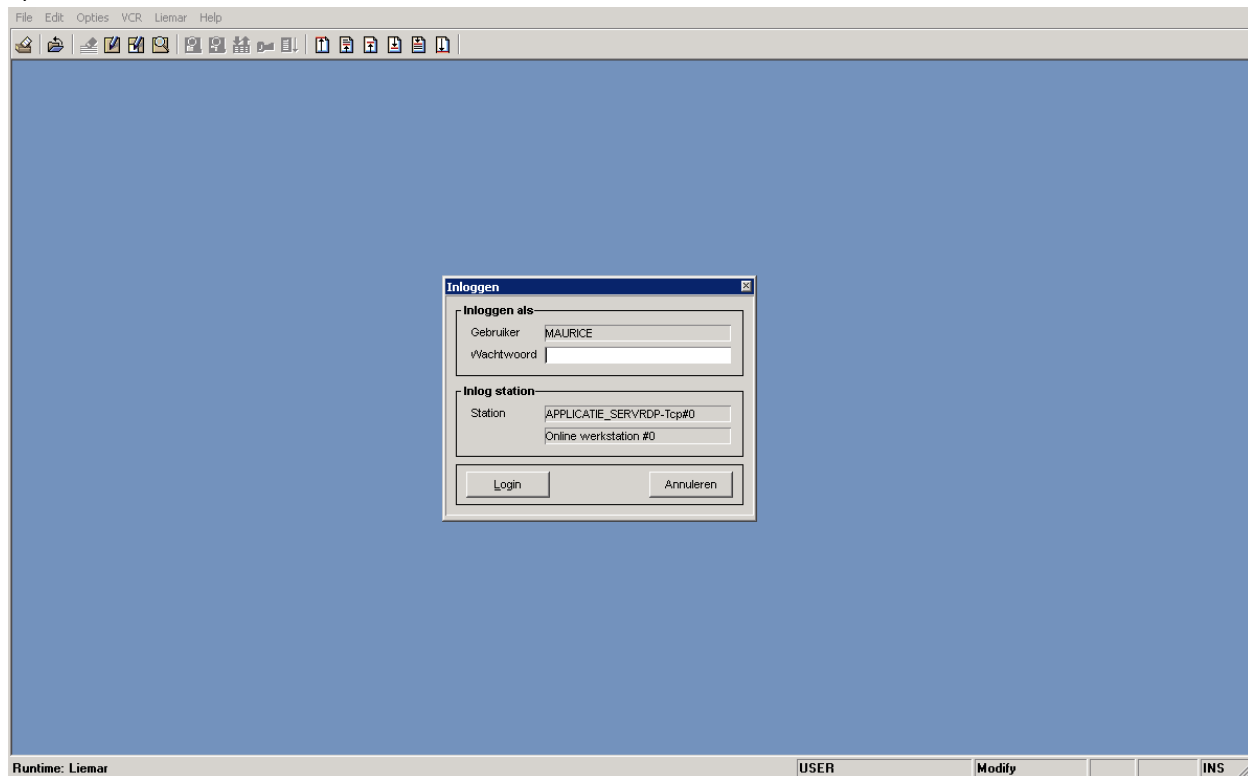 File Edit Opties VCR Liemar Help
Inloggen
Inloggen als
Gebruiker MAURICE
Wachtwoord
Inlog station
Station APPLICATIE_SERVRDP-Tcp#0
Online werkstation #0
Login Annuleren
Runtime: Liemar USER Modify INS